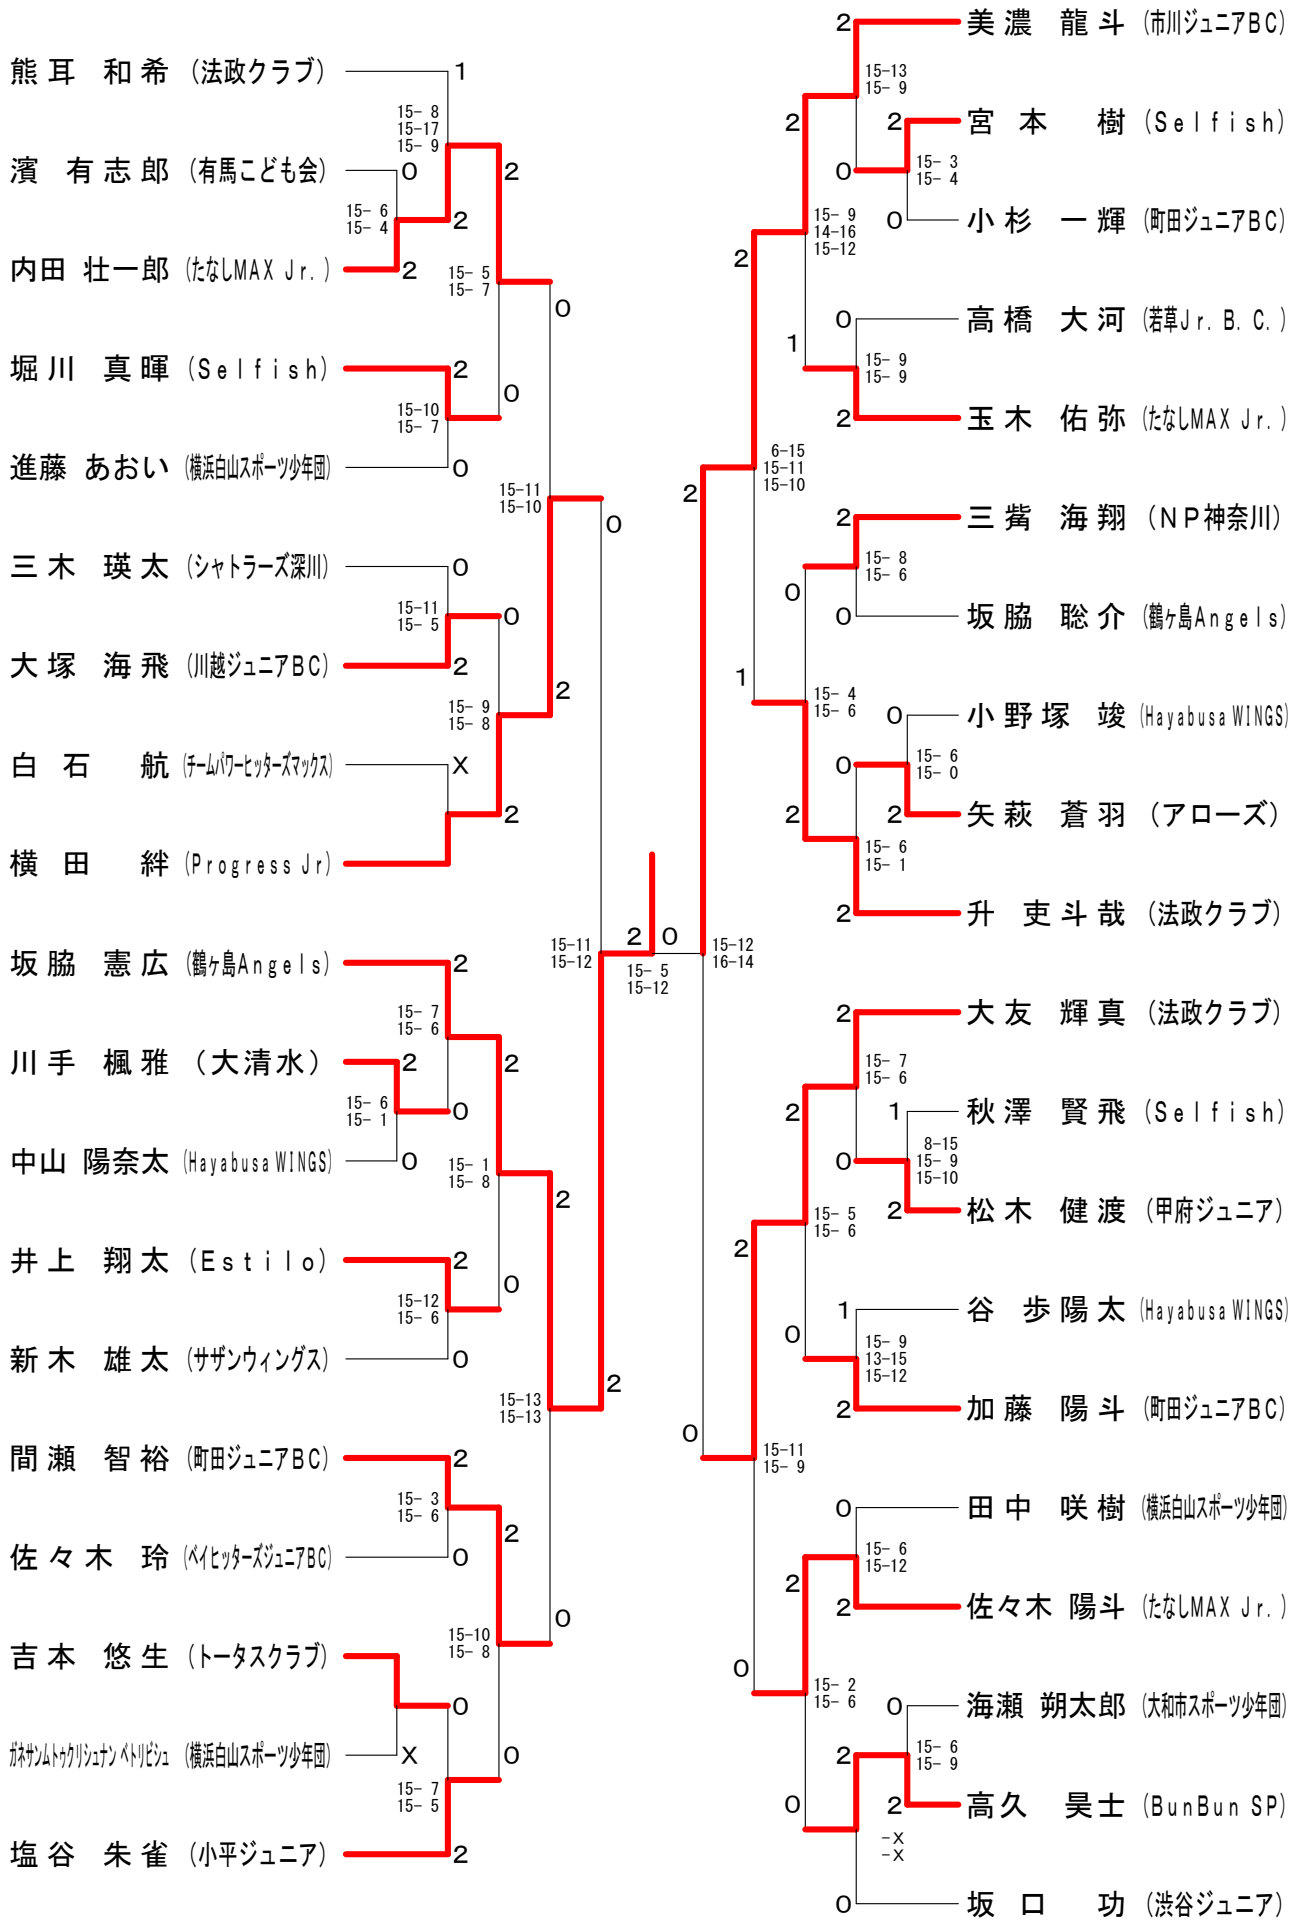 熊耳 和希 (法政クラブ) 1
15- 8
15-17
15- 9
濱 有志郎 (有馬こども会) 0 2
15- 6
15- 4
2
内田 壮一郎 (たなしMAX Jr.) 2
15- 5
15- 7
0
堀川 真暉 (Selfish) 2
0
15-10
15- 7
進藤 あおい (横浜白山スポーツ少年団) 0
15-11
15-10
0
三木 瑛太 (シャトラーズ深川) 0
15-11
15- 5
0
大塚 海飛 (川越ジュニアBC) 2
2
15- 9
15- 8
白石 航 (チームパワーヒッターズマックス) X
2
横田 絆 (Progress Jr)
15-11
15-12
2 0
15- 5
15-12
坂脇 憲広 (鶴ヶ島Angels) 2
15- 7
15- 6
川手 楓雅 (大清水) 2 2
15- 6
15- 1
0
中山 陽奈太 (Hayabusa WINGS) 0
15- 1
15- 8
2
井上 翔太 (Estilo) 2
0
15-12
15- 6
新木 雄太 (サザンウィングス) 0
15-13
15-13
2
間瀬 智裕 (町田ジュニアBC) 2
15- 3
15- 6
2
佐々木 玲 (ベイヒッターズジュニアBC) 0
0
15-10
15- 8
吉本 悠生 (トータスクラブ)
0
ガネサンムトゥクリシュナン ベトリビシュ (横浜白山スポーツ少年団) X 0
15- 7
15- 5
塩谷 朱雀 (小平ジュニア) 2
2 美濃 龍斗 (市川ジュニアBC)
15-13
15- 9
2
2 宮本 樹 (Selfish)
0
15- 3
15- 4
0 小杉 一輝 (町田ジュニアBC)
15- 9
14-16
15-12
2
0 高橋 大河 (若草Jr. B. C.)
1
15- 9
15- 9
2 玉木 佑弥 (たなしMAX Jr.)
6-15
15-11
15-10
2
2 三觜 海翔 (NP神奈川)
15- 8
15- 6
0
0 坂脇 聡介 (鶴ヶ島Angels)
1
15- 4
15- 6
0 小野塚 竣 (Hayabusa WINGS)
0
15- 6
15- 0
2
2 矢萩 蒼羽 (アローズ)
15- 6
15- 1
2 升 吏斗哉 (法政クラブ)
15-12
16-14
2 大友 輝真 (法政クラブ)
15- 7
15- 6
2
1 秋澤 賢飛 (Selfish)
0
8-15
15- 9
15-10
2 松木 健渡 (甲府ジュニア)
15- 5
15- 6
2
1 谷 歩陽太 (Hayabusa WINGS)
0
15- 9
13-15
15-12
2 加藤 陽斗 (町田ジュニアBC)
0
15-11
15- 9
0 田中 咲樹 (横浜白山スポーツ少年団)
15- 6
15-12
2
2 佐々木 陽斗 (たなしMAX Jr.)
0
15- 2
15- 6
0 海瀬 朔太郎 (大和市スポーツ少年団)
2
15- 6
15- 9
0
2 高久 昊士 (BunBun SP)
-X
-X
0 坂口 功 (渋谷ジュニア)